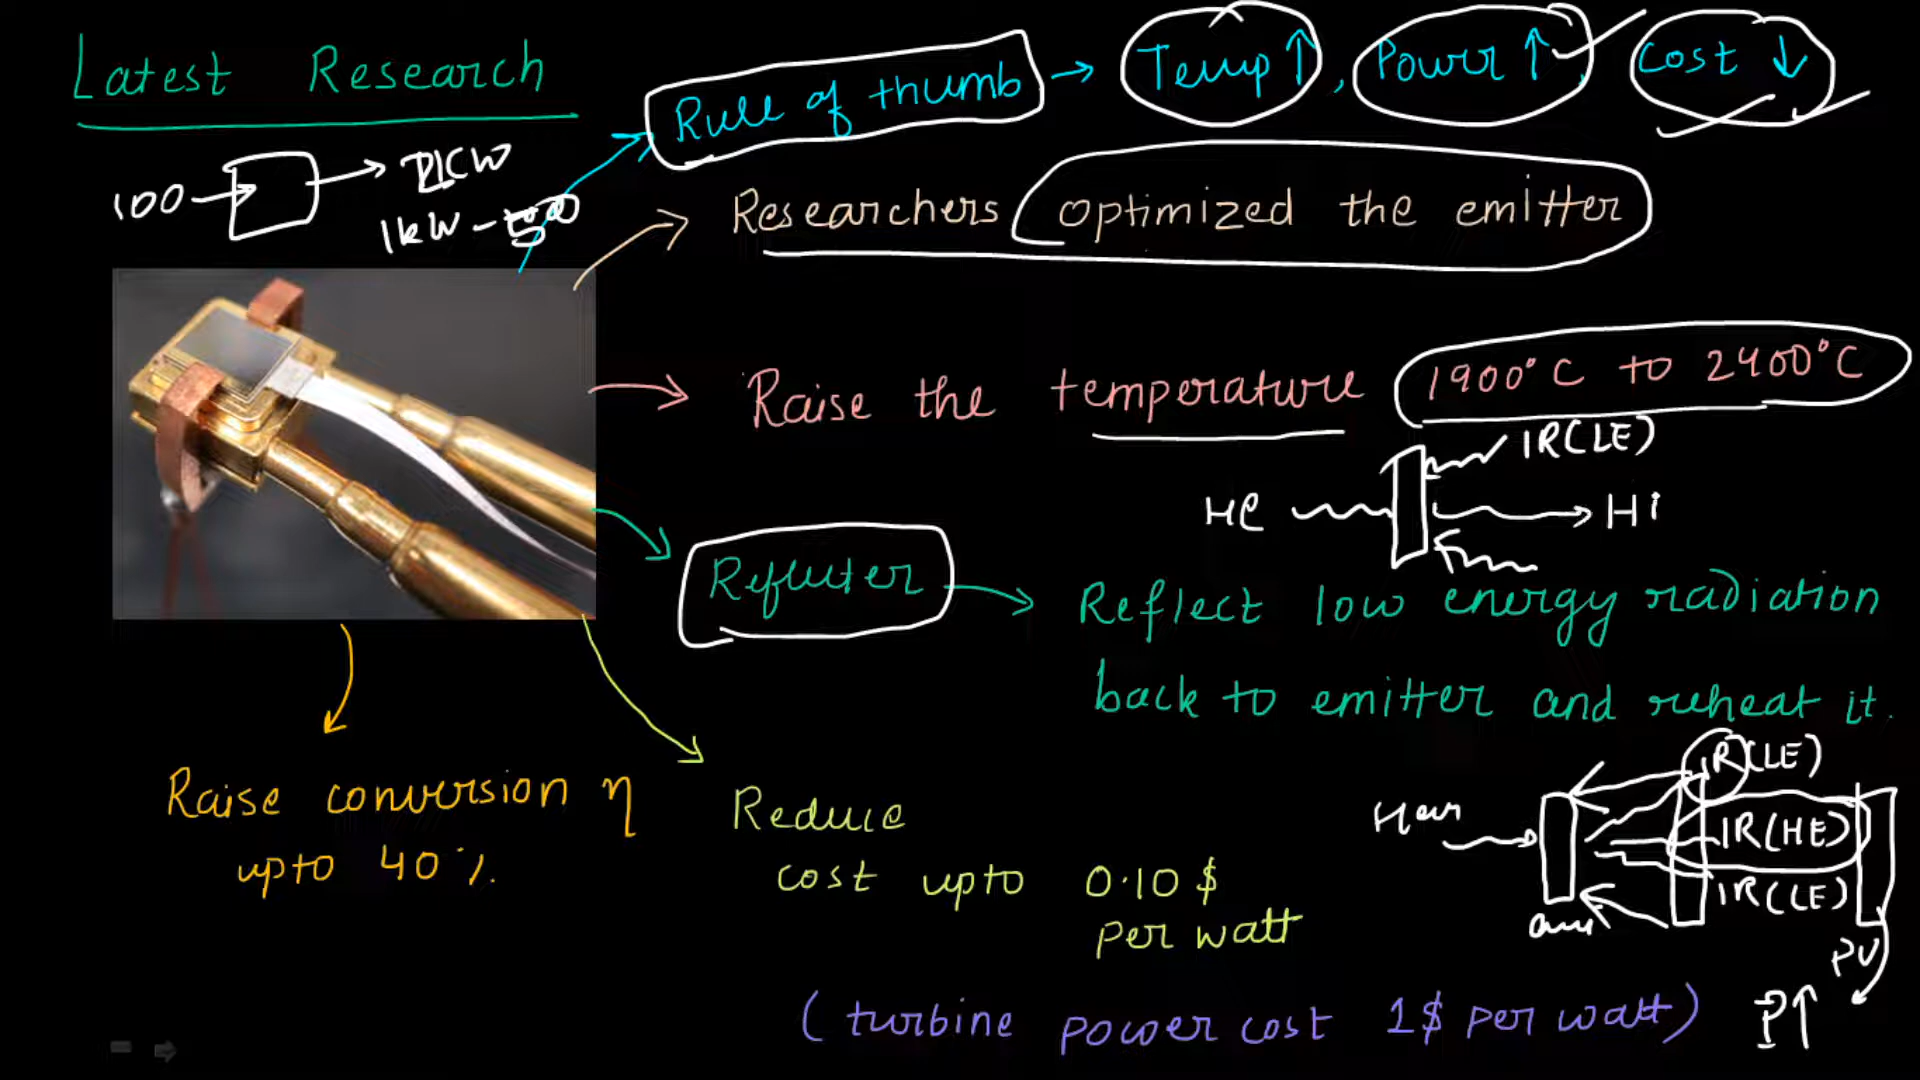 Latest Research
Rule of thumb → Temp ↑, Power ↑, Cost ↓
100 → → 
1kW -
Researchers optimized the emitter
Raise the temperature 1900°C to 2400°C
IR(LE)
HE
Hi
Reflecter → Reflect low energy radiation
back to emitter and reheat it.
IR(LE)
IR(HE)
IR(LE)
PV
P↑
Raise conversion η
upto 40%.
Reduce
cost upto 0.10 $
per watt
(turbine power cost 1$ per watt)